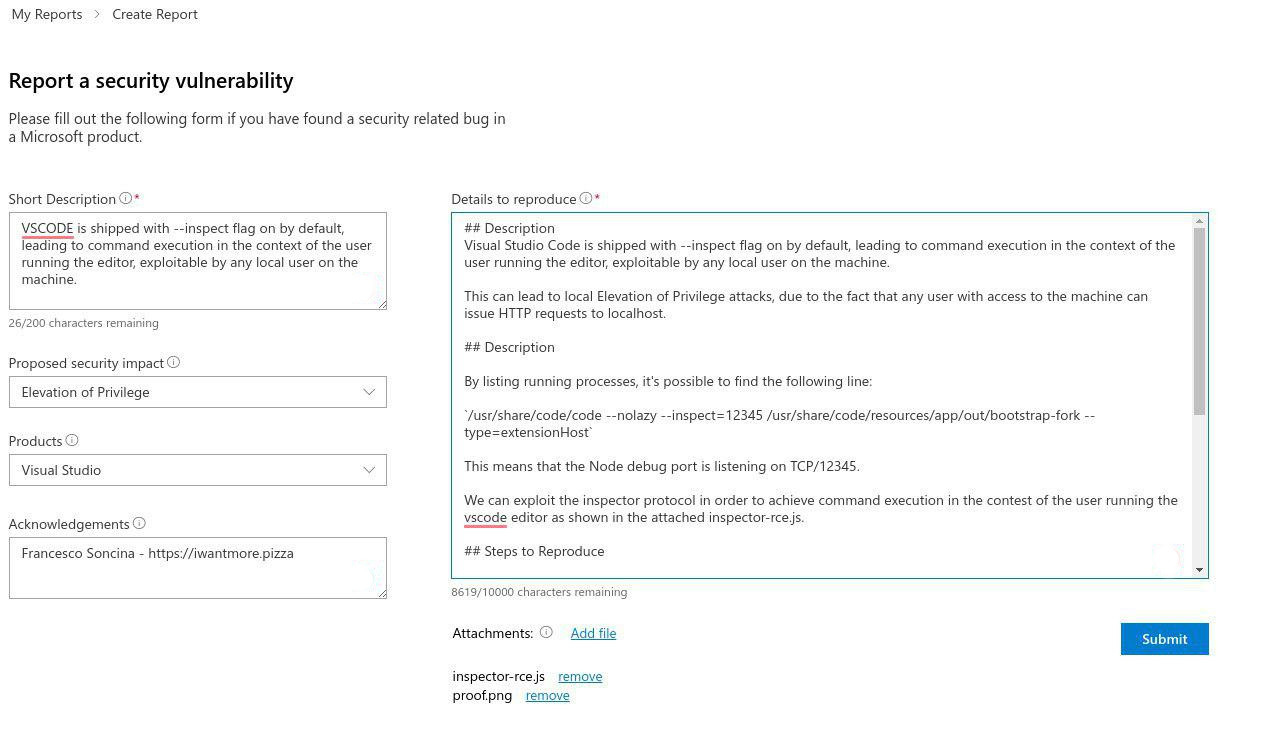 My Reports > Create Report
Report a security vulnerability
Please fill out the following form if you have found a security related bug in
a Microsoft product.
Short Description *
VSCODE is shipped with --inspect flag on by default,
leading to command execution in the context of the user
running the editor, exploitable by any local user on the
machine.
26/200 characters remaining
Proposed security impact
Elevation of Privilege
Products
Visual Studio
Acknowledgements
Francesco Soncina - https://iwantmore.pizza
Details to reproduce *
## Description
Visual Studio Code is shipped with --inspect flag on by default, leading to command execution in the context of the
user running the editor, exploitable by any local user on the machine.
This can lead to local Elevation of Privilege attacks, due to the fact that any user with access to the machine can
issue HTTP requests to localhost.
## Description
By listing running processes, it's possible to find the following line:
`/usr/share/code/code --nolazy --inspect=12345 /usr/share/code/resources/app/out/bootstrap-fork --
type=extensionHost`
This means that the Node debug port is listening on TCP/12345.
We can exploit the inspector protocol in order to achieve command execution in the contest of the user running the
vscode editor as shown in the attached inspector-rce.js.
## Steps to Reproduce
8619/10000 characters remaining
Attachments: Add file
Submit
inspector-rce.js remove
proof.png remove